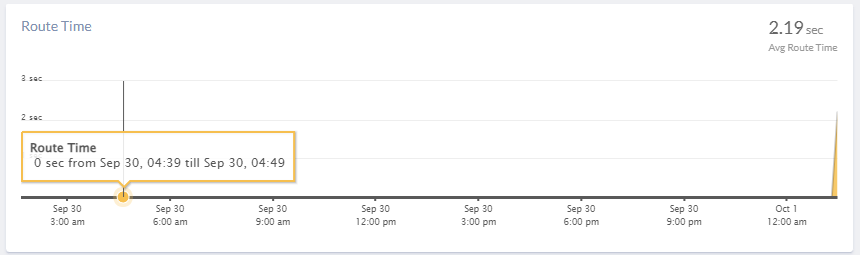 Route Time
2.19 sec
Avg Route Time
3 sec
2 sec
Route Time
0 sec from Sep 30, 04:39 till Sep 30, 04:49
Sep 30 Sep 30 Sep 30 Sep 30 Sep 30 Sep 30 Sep 30 Oct 1
3:00 am 6:00 am 9:00 am 12:00 pm 3:00 pm 6:00 pm 9:00 pm 12:00 am